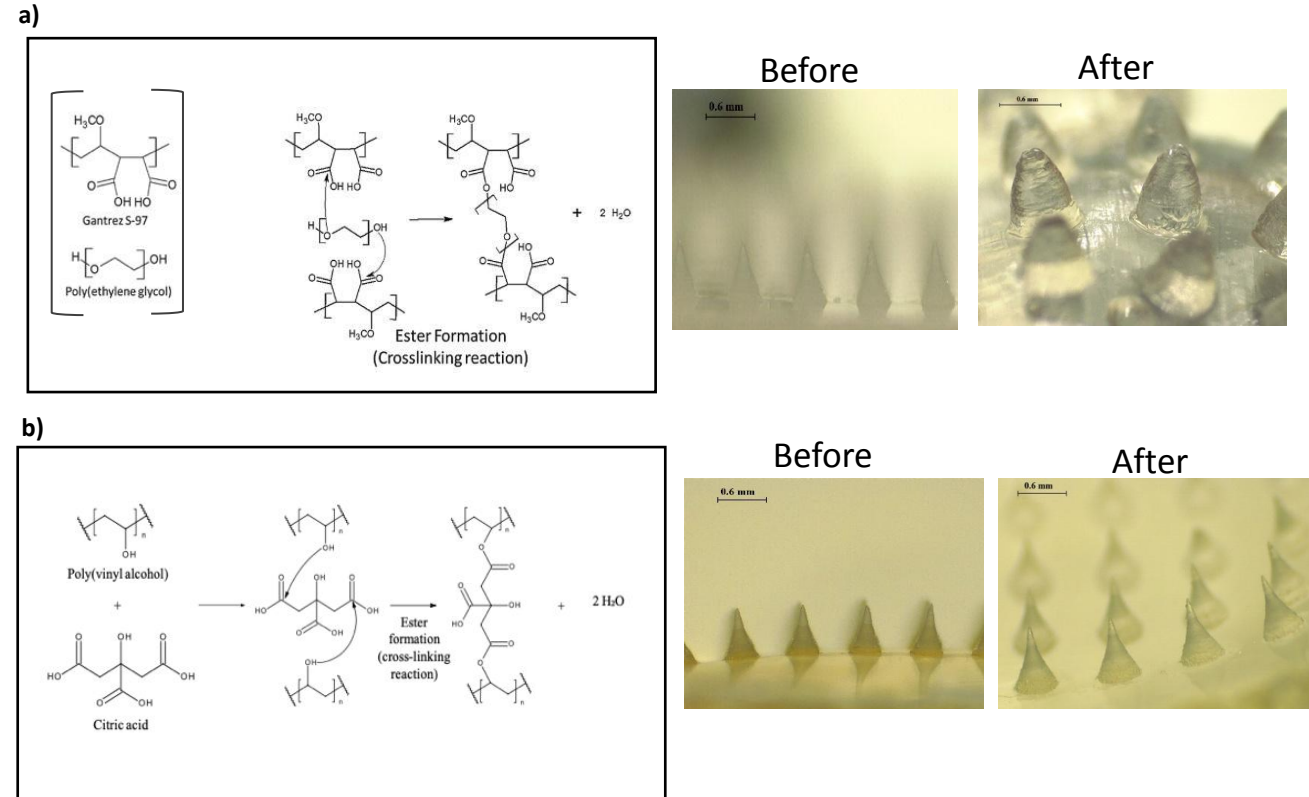 a)
Before
After
0.6 mm
0.6 mm
H₃CO
O
O
OH HO
Gantrez S-97
H
O
OH
Poly(ethylene glycol)
H₃CO
O
O
OH HO
H
O
OH
OH HO
O
O
H₃CO
H₃CO
O
O
O
HO
O
HO
O
O
O
H₃CO
+ 2 H₂O
Ester Formation
(Crosslinking reaction)
b)
Before
After
0.6 mm
0.6 mm
n
OH
Poly(vinyl alcohol)
+
O
OH
O
HO
OH
O
OH
Citric acid
n
OH
O
OH
O
HO
OH
O
OH
OH
n
Ester
formation
(cross-linking
reaction)
n
O
O
O
OH
HO
O
O
n
+ 2 H₂O